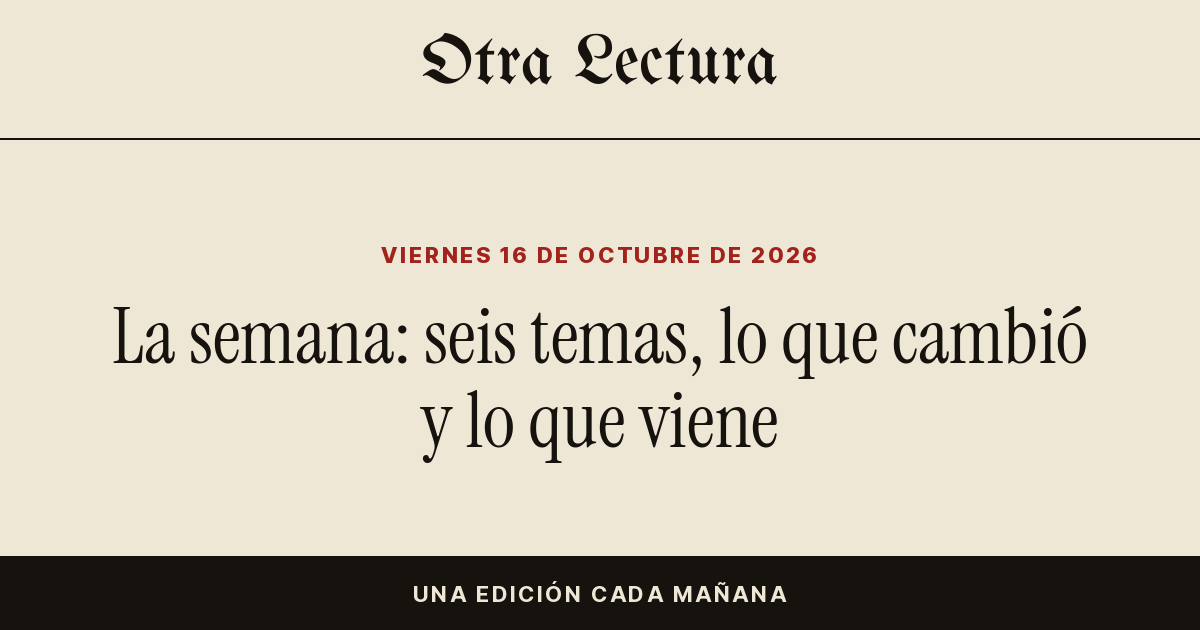 Otra Lectura
VIERNES 16 DE OCTUBRE DE 2026
La semana: seis temas, lo que cambió
y lo que viene
UNA EDICIÓN CADA MAÑANA